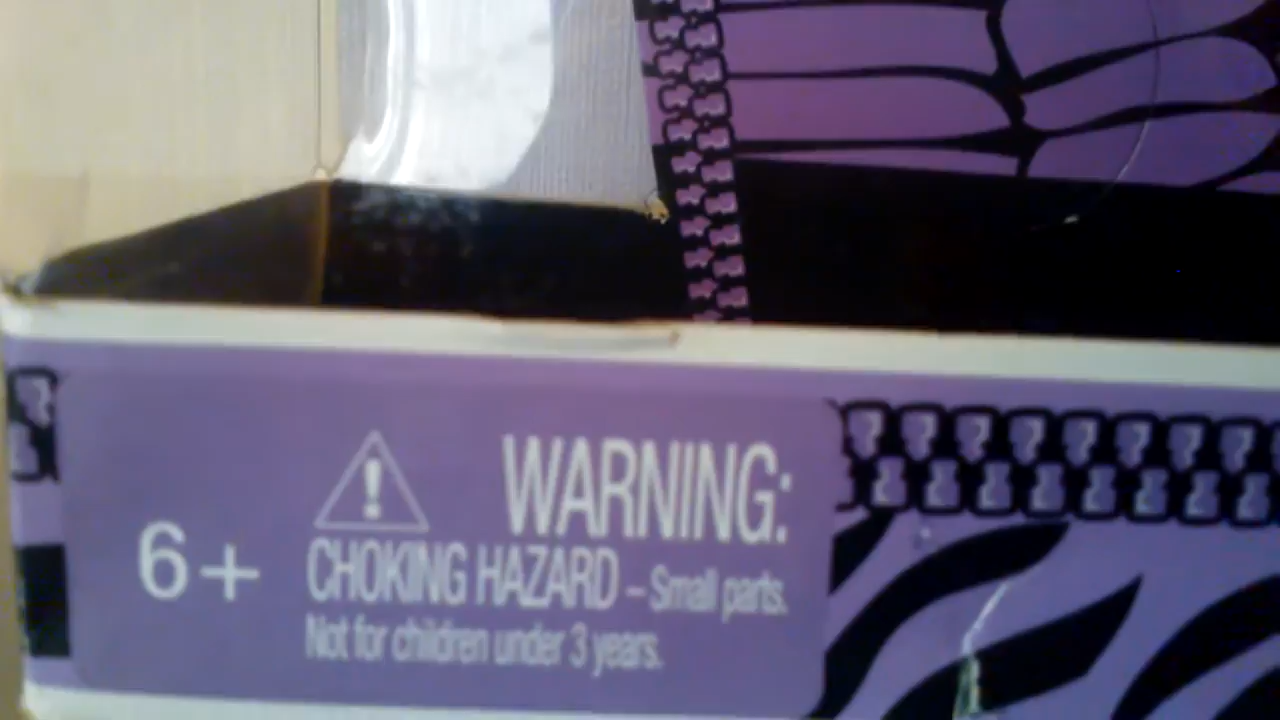 6+
WARNING:
CHOKING HAZARD – Small parts.
Not for children under 3 years.